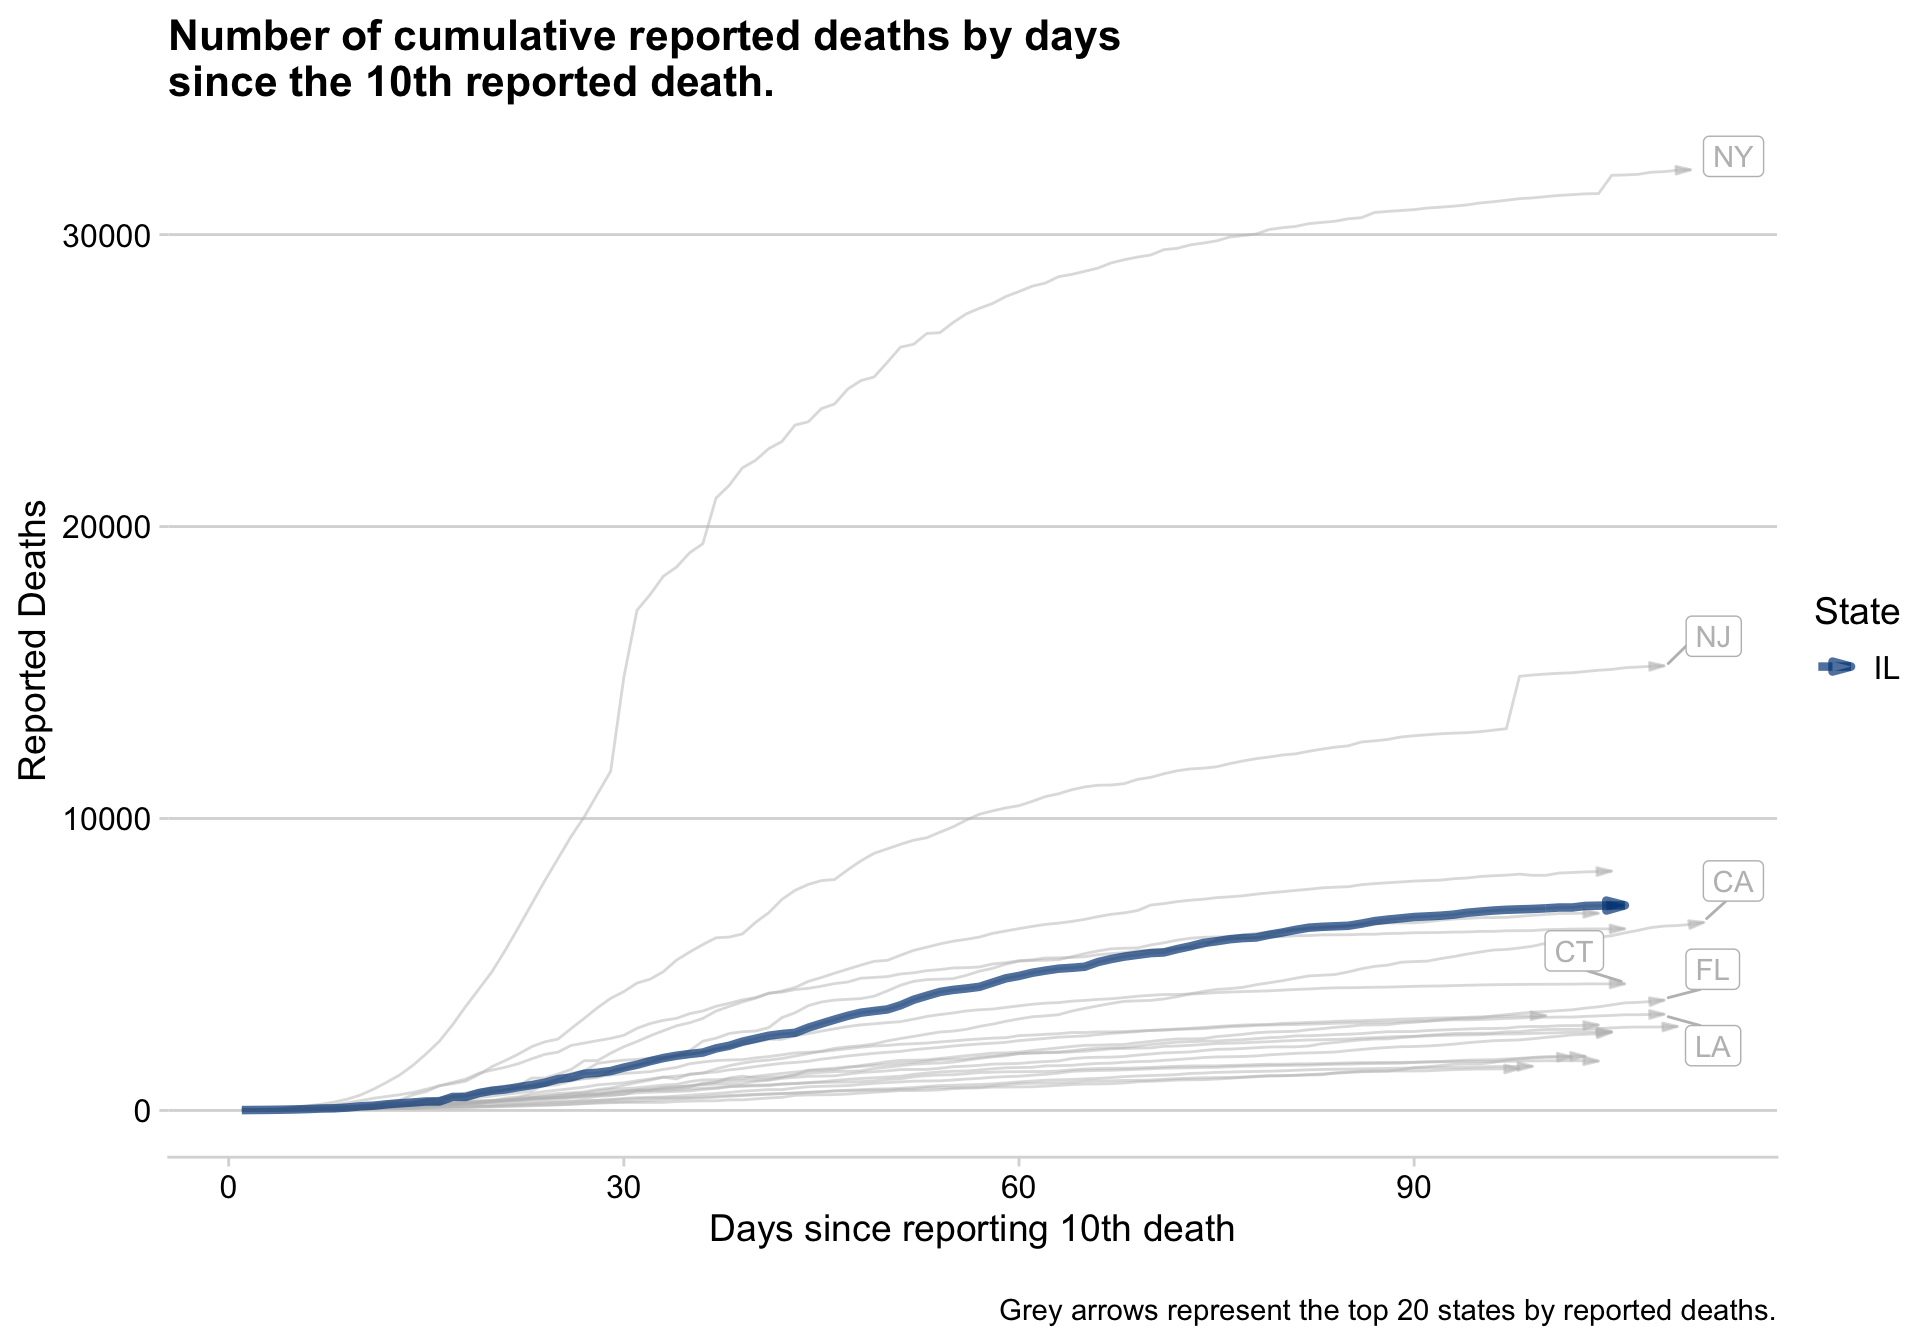 Number of cumulative reported deaths by days
since the 10th reported death.
NY
30000
20000
NJ
State
IL
Reported Deaths
10000
CA
CT
FL
LA
0
0 30 60 90
Days since reporting 10th death
Grey arrows represent the top 20 states by reported deaths.